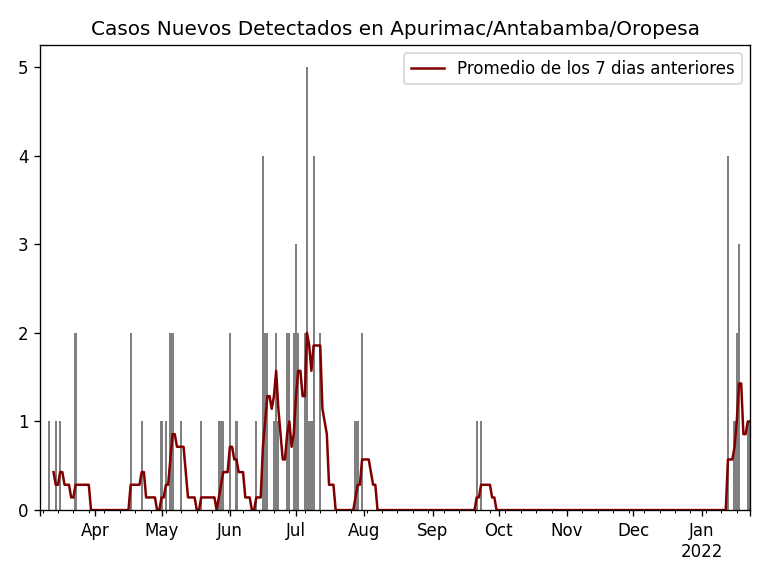 Casos Nuevos Detectados en Apurimac/Antabamba/Oropesa
Promedio de los 7 dias anteriores
5
4
3
2
1
0
Apr May Jun Jul Aug Sep Oct Nov Dec Jan
2022